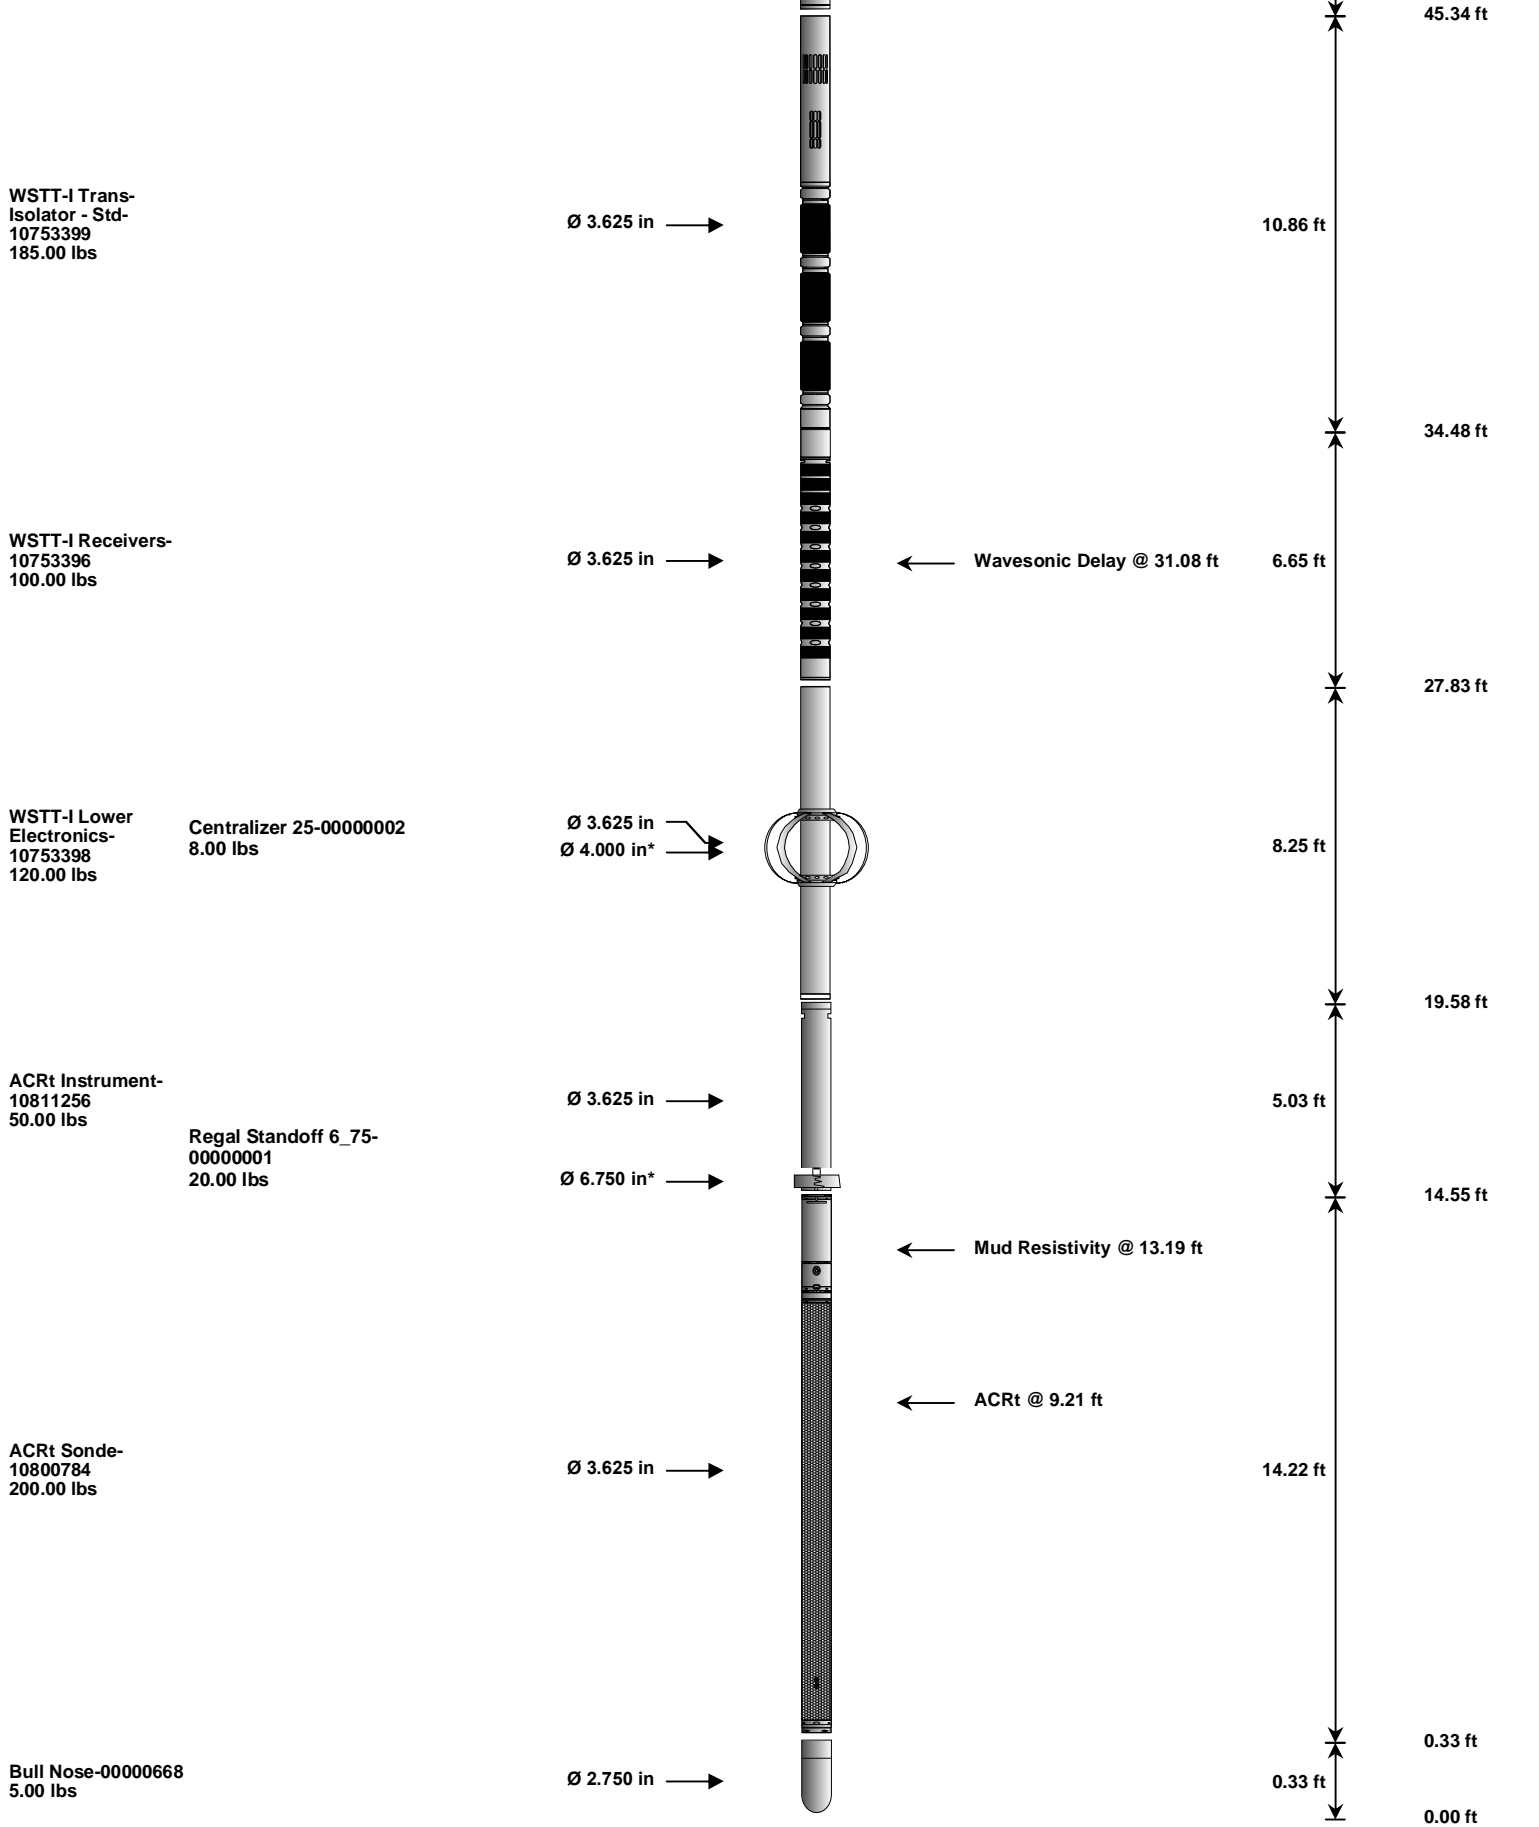 45.34 ft
WSTT-I Trans-
Isolator - Std-
10753399
185.00 lbs
Ø 3.625 in
10.86 ft
34.48 ft
WSTT-I Receivers-
10753396
100.00 lbs
Ø 3.625 in
Wavesonic Delay @ 31.08 ft
6.65 ft
27.83 ft
WSTT-I Lower
Electronics-
10753398
120.00 lbs
Centralizer 25-00000002
8.00 lbs
Ø 3.625 in
Ø 4.000 in*
8.25 ft
19.58 ft
ACRt Instrument-
10811256
50.00 lbs
Ø 3.625 in
5.03 ft
Regal Standoff 6_75-
00000001
20.00 lbs
Ø 6.750 in*
14.55 ft
Mud Resistivity @ 13.19 ft
ACRt @ 9.21 ft
ACRt Sonde-
10800784
200.00 lbs
Ø 3.625 in
14.22 ft
0.33 ft
Bull Nose-00000668
5.00 lbs
Ø 2.750 in
0.33 ft
0.00 ft